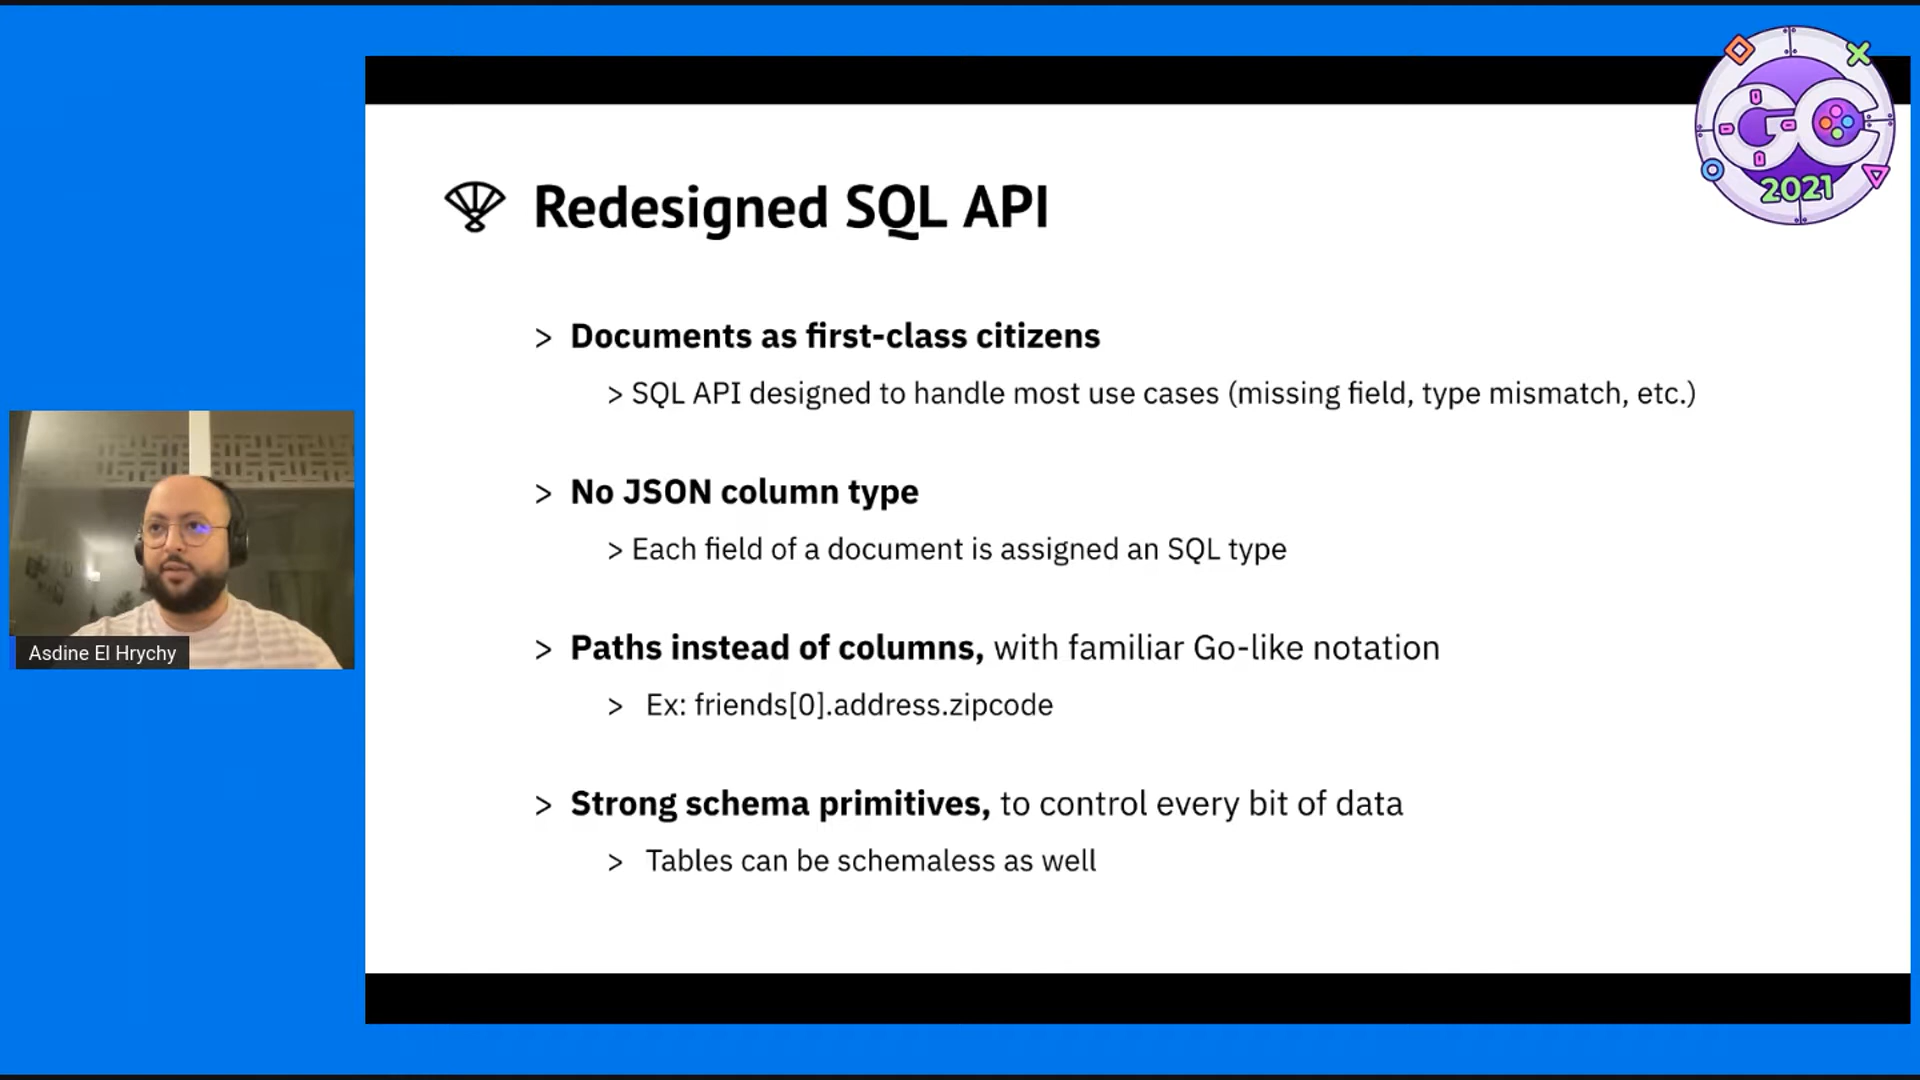 GC
2021
Redesigned SQL API
> Documents as first-class citizens
> SQL API designed to handle most use cases (missing field, type mismatch, etc.)
> No JSON column type
> Each field of a document is assigned an SQL type
> Paths instead of columns, with familiar Go-like notation
> Ex: friends[0].address.zipcode
> Strong schema primitives, to control every bit of data
> Tables can be schemaless as well
Asdine El Hrychy